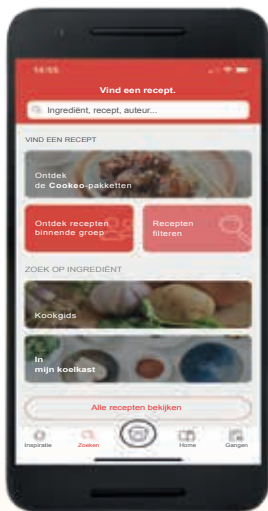 14:55
Vind een recept.
Ingrediënt, recept, auteur...
VIND EEN RECEPT
Ontdek
de Cookeo-pakketten
Ontdek recepten
binnende groep
Recepten
filteren
ZOEK OP INGREDIËNT
Kookgids
In
mijn koelkast
Alle recepten bekijken
Inspiratie
Zoeken
Home
Gangen